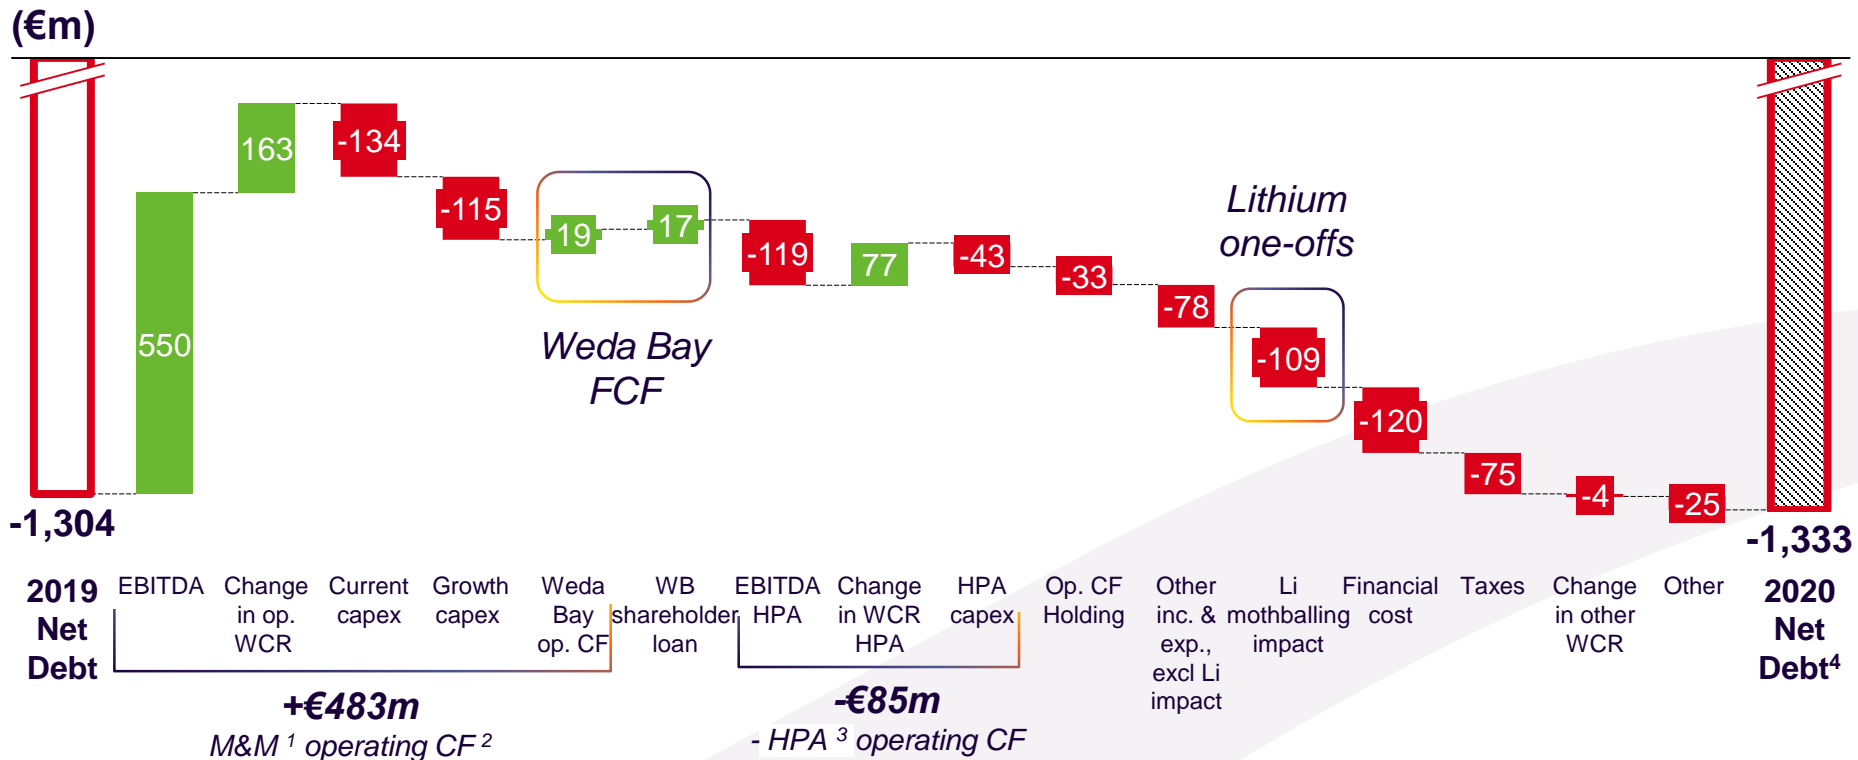 (€m)
550
163
-134
-115
19
17
-119
77
-43
-33
-78
-109
-120
-75
-4
-25
Weda Bay
FCF
Lithium
one-offs
-1,304
-1,333
2019
Net
Debt
EBITDA
Change
in op.
WCR
Current
capex
Growth
capex
Weda
Bay
op. CF
WB
shareholder
loan
EBITDA
HPA
Change
in WCR
HPA
HPA
capex
Op. CF
Holding
Other
inc. &
exp.,
excl Li
impact
Li
mothballing
impact
Financial
cost
Taxes
Change
in other
WCR
Other
2020
Net
Debt⁴
+€483m
M&M ¹ operating CF ²
-€85m
- HPA ³ operating CF